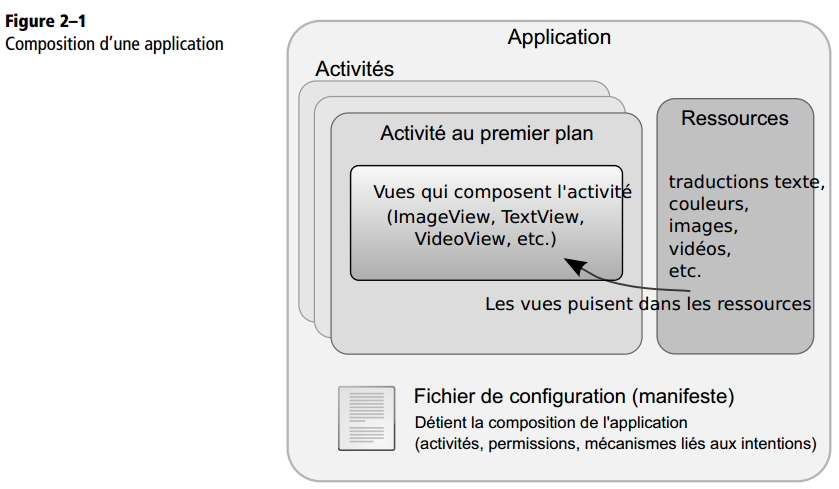 Figure 2–1
Composition d’une application
Application
Activités
Activité au premier plan
Vues qui composent l'activité
(ImageView, TextView,
VideoView, etc.)
Ressources
traductions texte,
couleurs,
images,
vidéos,
etc.
Les vues puisent dans les ressources
Fichier de configuration (manifeste)
Détient la composition de l'application
(activités, permissions, mécanismes liés aux intentions)